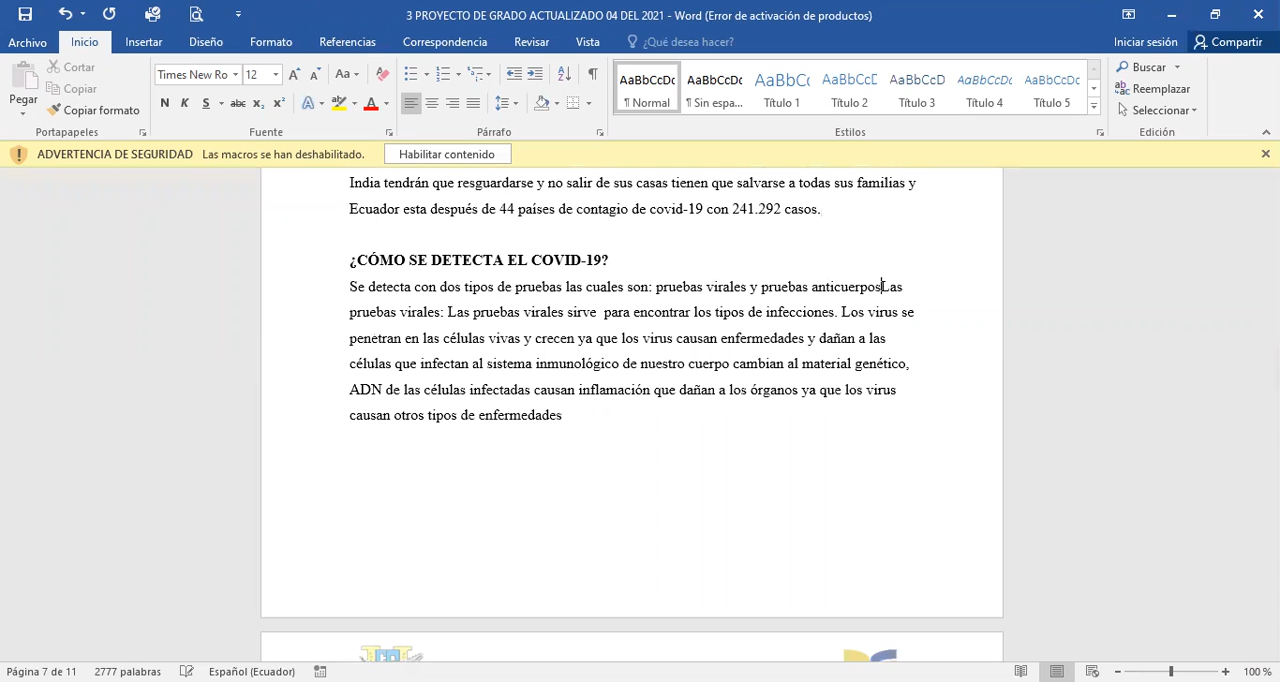 3 PROYECTO DE GRADO ACTUALIZADO 04 DEL 2021 - Word (Error de activación de productos)
Archivo Inicio Insertar Diseño Formato Referencias Correspondencia Revisar Vista ¿Qué desea hacer? Iniciar sesión Compartir
Pegar
Cortar
Copiar
Copiar formato
Portapapeles
Times New Ro 12 Aa
N K S abc x₂ x² A A
Fuente
Párrafo
AaBbCcDc AaBbCcDc AaBbCc AaBbCcD AaBbCcD AaBbCcDc AaBbCcDc
¶ Normal ¶ Sin espa... Título 1 Título 2 Título 3 Título 4 Título 5
Estilos
Buscar
Reemplazar
Seleccionar
Edición
ADVERTENCIA DE SEGURIDAD Las macros se han deshabilitado. Habilitar contenido
India tendrán que resguardarse y no salir de sus casas tienen que salvarse a todas sus familias y
Ecuador esta después de 44 países de contagio de covid-19 con 241.292 casos.
¿CÓMO SE DETECTA EL COVID-19?
Se detecta con dos tipos de pruebas las cuales son: pruebas virales y pruebas anticuerposLas
pruebas virales: Las pruebas virales sirve  para encontrar los tipos de infecciones. Los virus se
penetran en las células vivas y crecen ya que los virus causan enfermedades y dañan a las
células que infectan al sistema inmunológico de nuestro cuerpo cambian al material genético,
ADN de las células infectadas causan inflamación que dañan a los órganos ya que los virus
causan otros tipos de enfermedades
Página 7 de 11 2777 palabras Español (Ecuador) 100 %